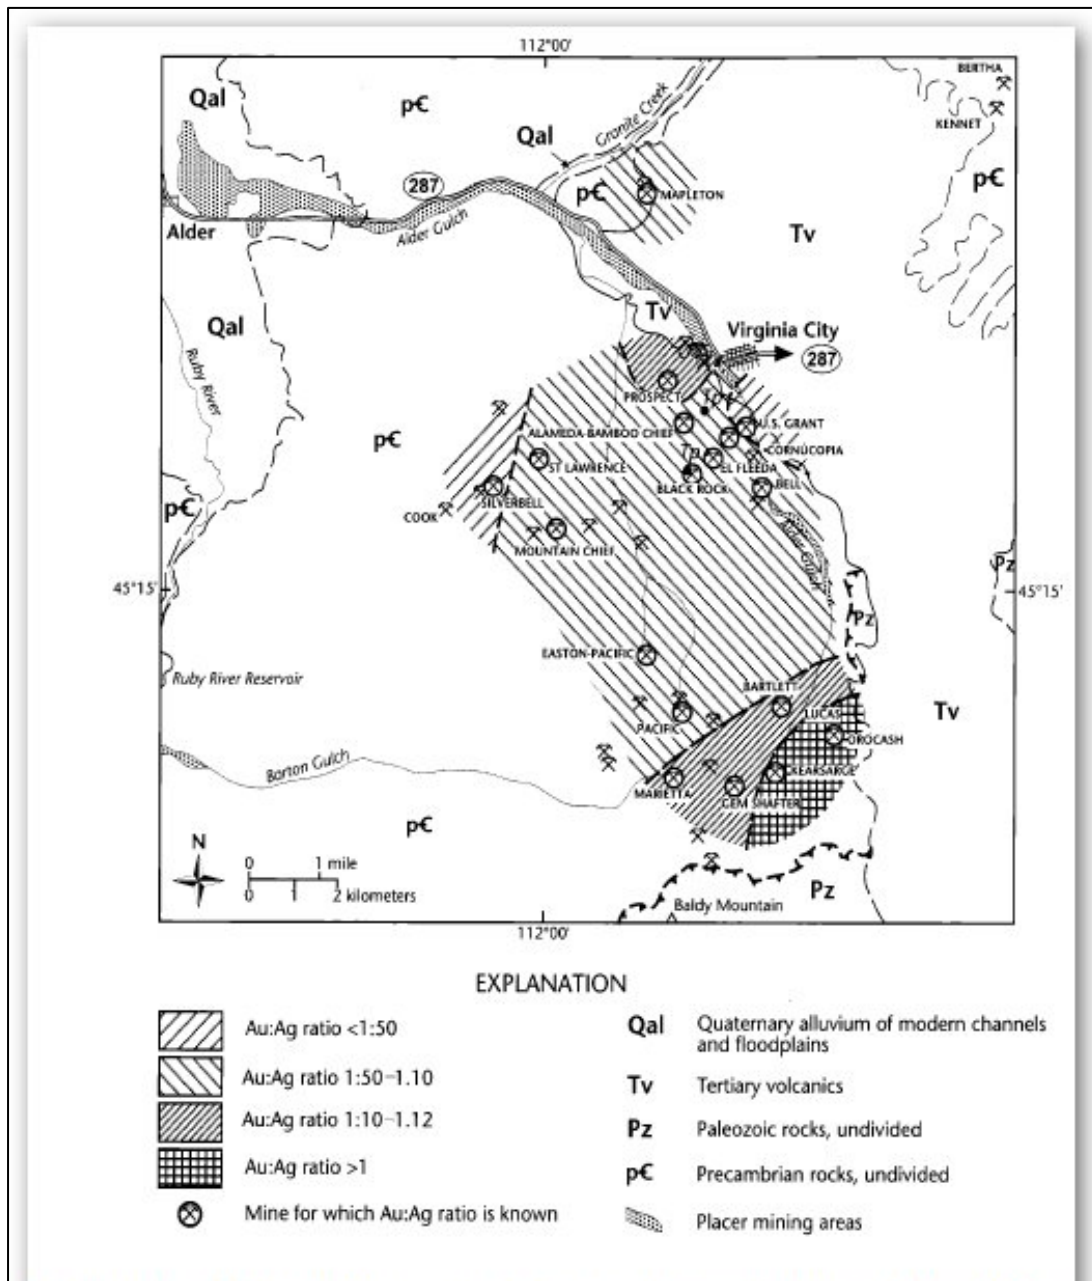 112°00'
BERTHA
KENNET
Qal
p€
Granite Creek
Qal
p€
p€
287
MAPLETON
Alder
Alder Gulch
Tv
Qal
Tv
Virginia City
287
Ruby River
PROSPECT
U.S. GRANT
ALAMEDA-BAMBOO CHIEF
CORNUCOPIA
p€
ST LAWRENCE
EL FLEEDA
BLACK ROCK
BELL
SILVERBELL
COOK
p€
MOUNTAIN CHIEF
Alder Gulch
Pz
45°15'
45°15'
Pz
EASTON-PACIFIC
Ruby River Reservoir
BARTLETT
LUCAS
Tv
PACIFIC
OROCASH
Barton Gulch
KEARSARGE
MARIETTA
GEM SHAFTER
p€
N
0 1 mile
0 1 2 kilometers
Pz
Baldy Mountain
112°00'
EXPLANATION
Au:Ag ratio <1:50
Au:Ag ratio 1:50–1.10
Au:Ag ratio 1:10–1.12
Au:Ag ratio >1
Mine for which Au:Ag ratio is known
Qal Quaternary alluvium of modern channels
and floodplains
Tv Tertiary volcanics
Pz Paleozoic rocks, undivided
p€ Precambrian rocks, undivided
Placer mining areas